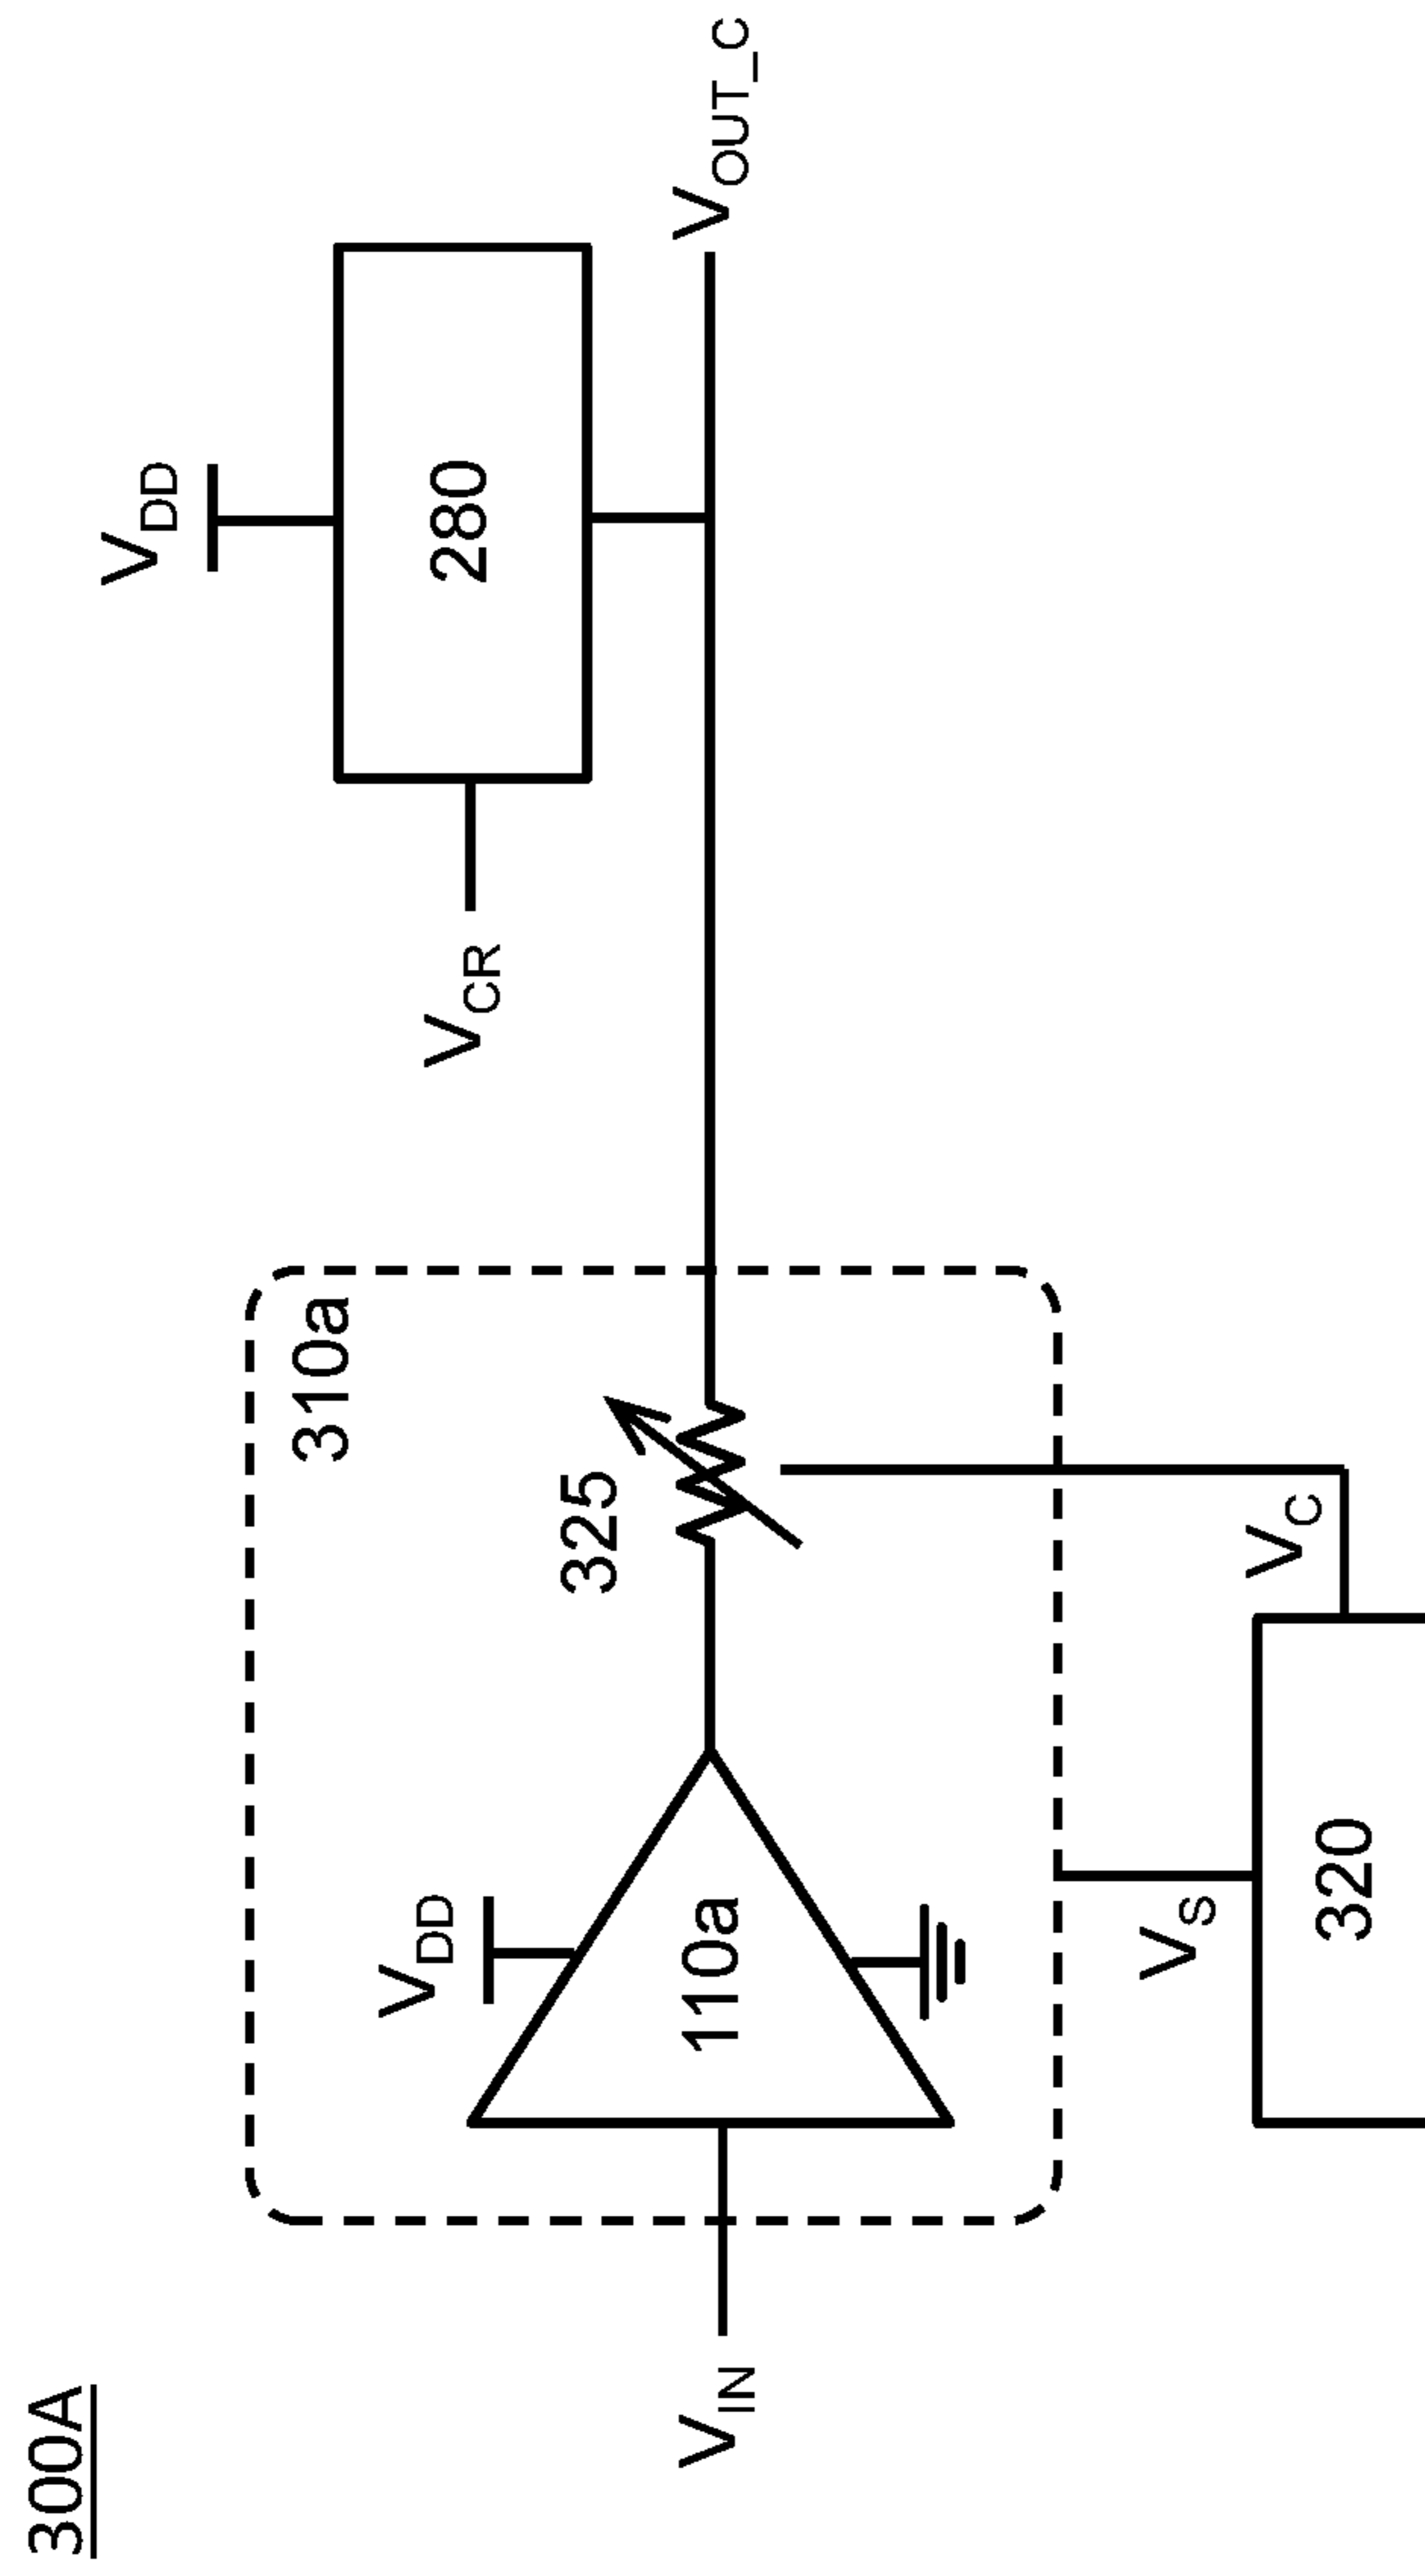 300A
V_DD
280
V_CR
V_OUT_C
310a
325
V_DD
110a
V_IN
V_C
V_S
320